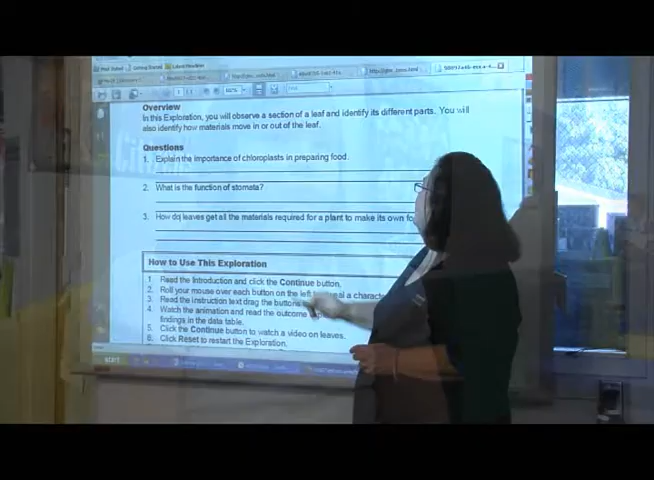 Overview
In this Exploration, you will observe a section of a leaf and identify its different parts. You will
also identify how materials move in or out of the leaf.
Questions
1. Explain the importance of chloroplasts in preparing food.
2. What is the function of stomata?
3. How do leaves get all the materials required for a plant to make its own
How to Use This Exploration
1. Read the Introduction and click the Continue button.
2. Roll your mouse over each button on the left to reveal a characte
3. Read the instruction text drag the buttons
4. Watch the animation and read the outcome
findings in the data table.
5. Click the Continue button to watch a video on leaves.
6. Click Reset to restart the Exploration.
start